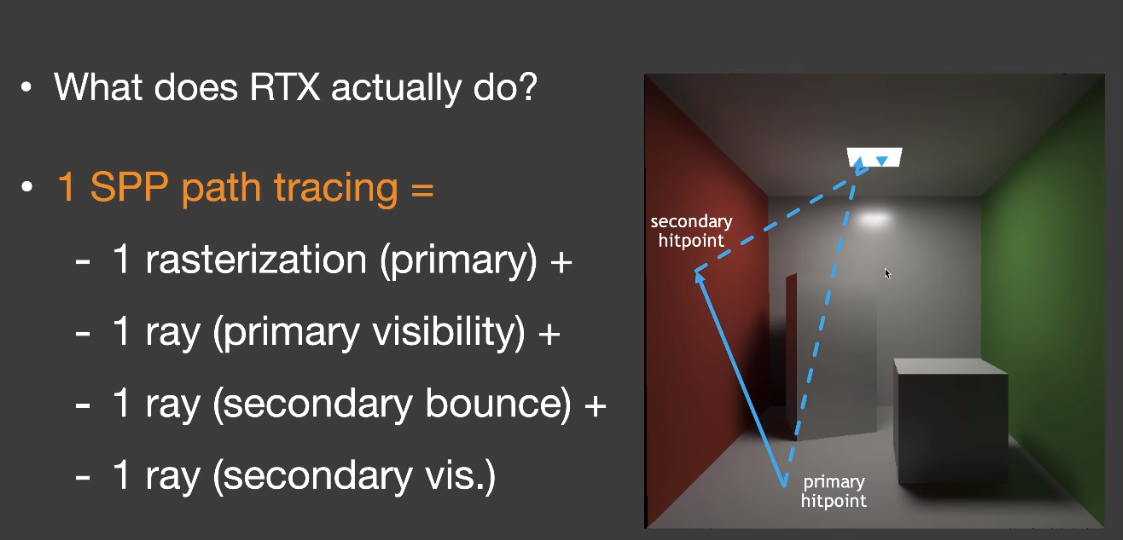 • What does RTX actually do?
• 1 SPP path tracing =
- 1 rasterization (primary) +
- 1 ray (primary visibility) +
- 1 ray (secondary bounce) +
- 1 ray (secondary vis.)
secondary
hitpoint
primary
hitpoint